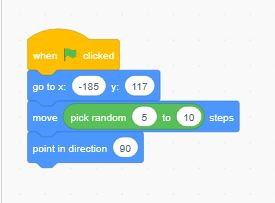 when clicked
go to x: -185 y: 117
move pick random 5 to 10 steps
point in direction 90